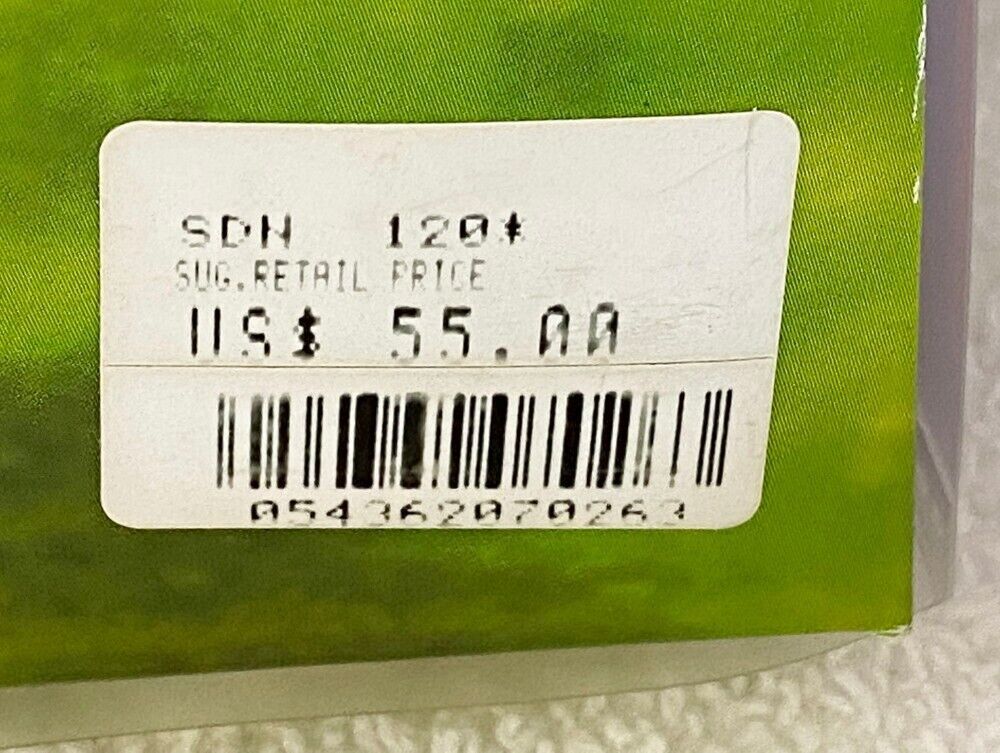 SDN 120*
SUG.RETAIL PRICE
US$ 55.00
054362070263